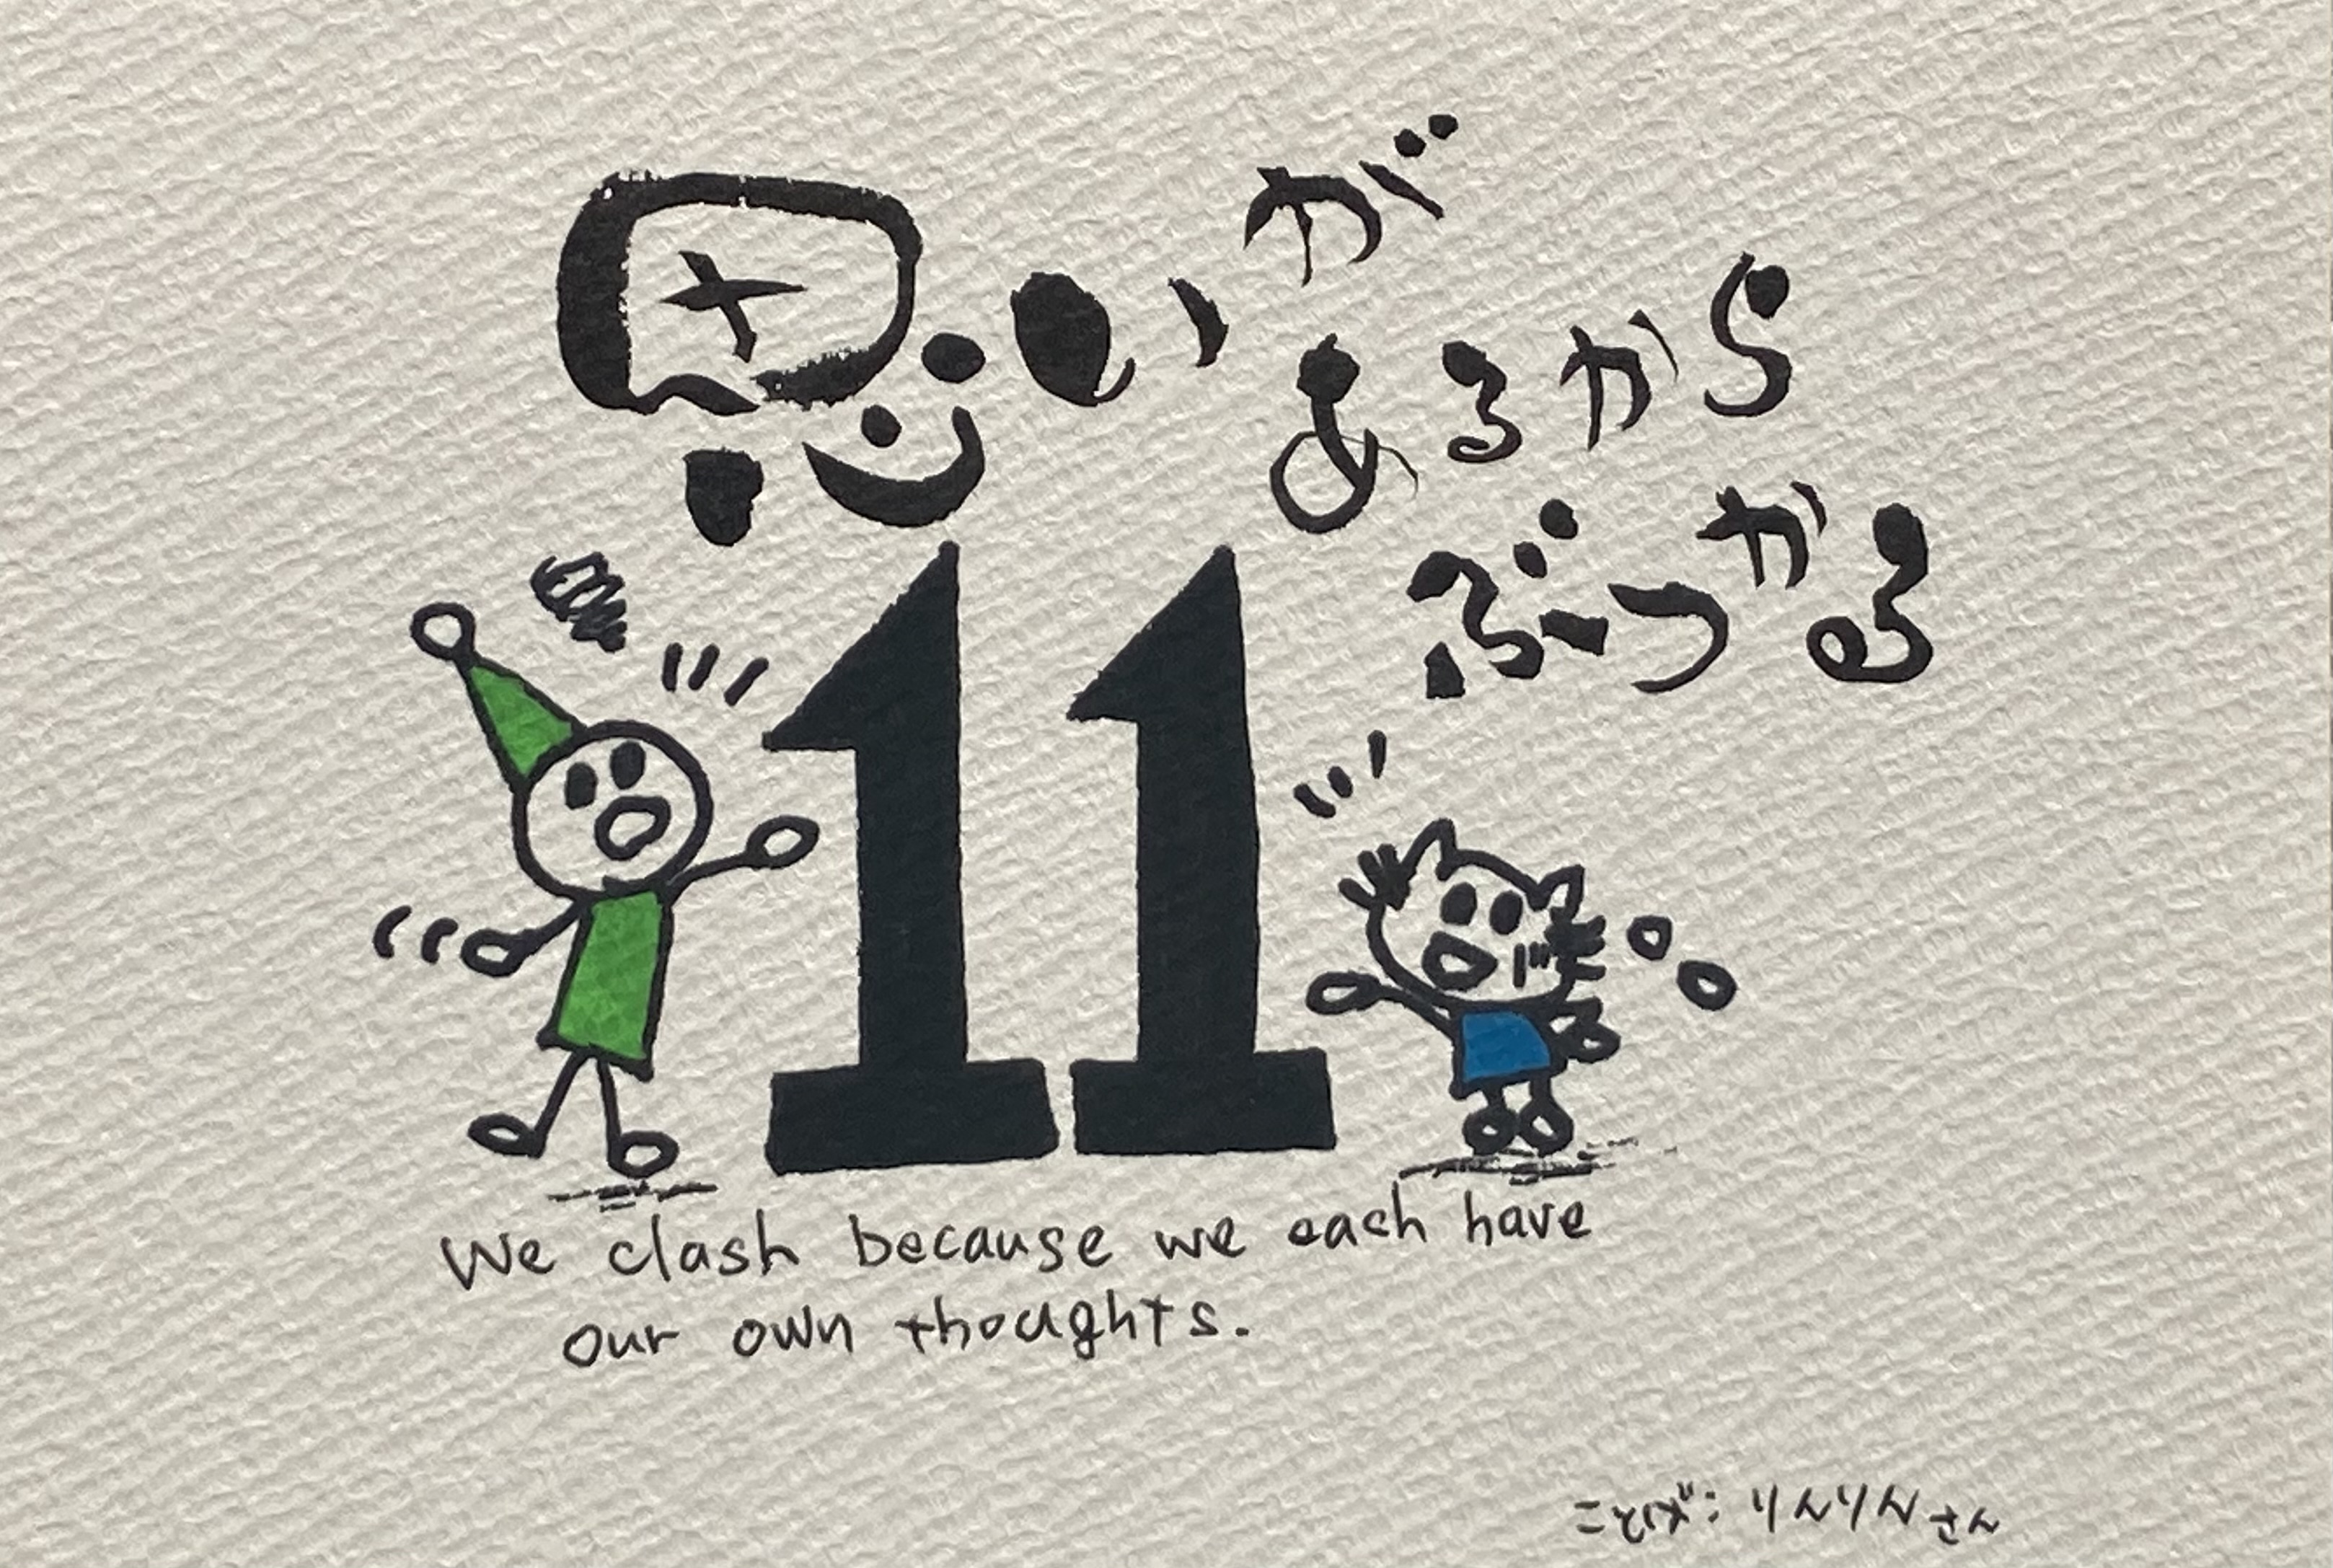 思いが
あるから
ぶつかる
11
We clash because we each have
our own thoughts.
ことば：りんりんさん